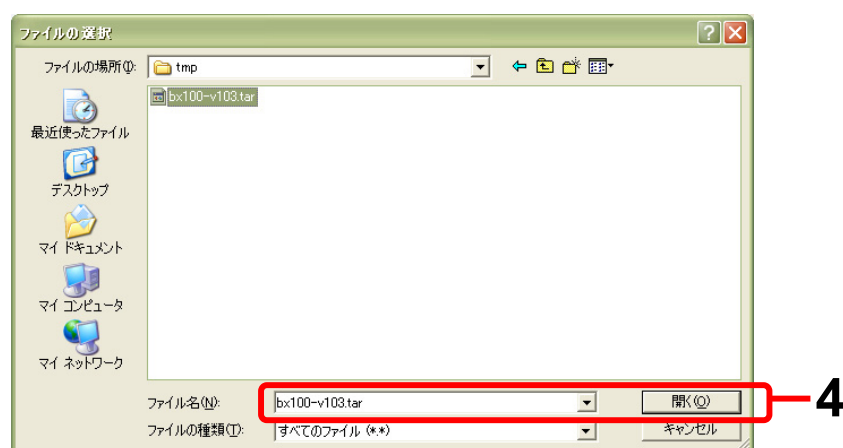 ファイルの選択
ファイルの場所(I):
tmp
bx100-v103.tar
最近使ったファイル
デスクトップ
マイ ドキュメント
マイ コンピュータ
マイ ネットワーク
ファイル名(N):
bx100-v103.tar
開く(O)
4
ファイルの種類(T):
すべてのファイル (*.*)
キャンセル